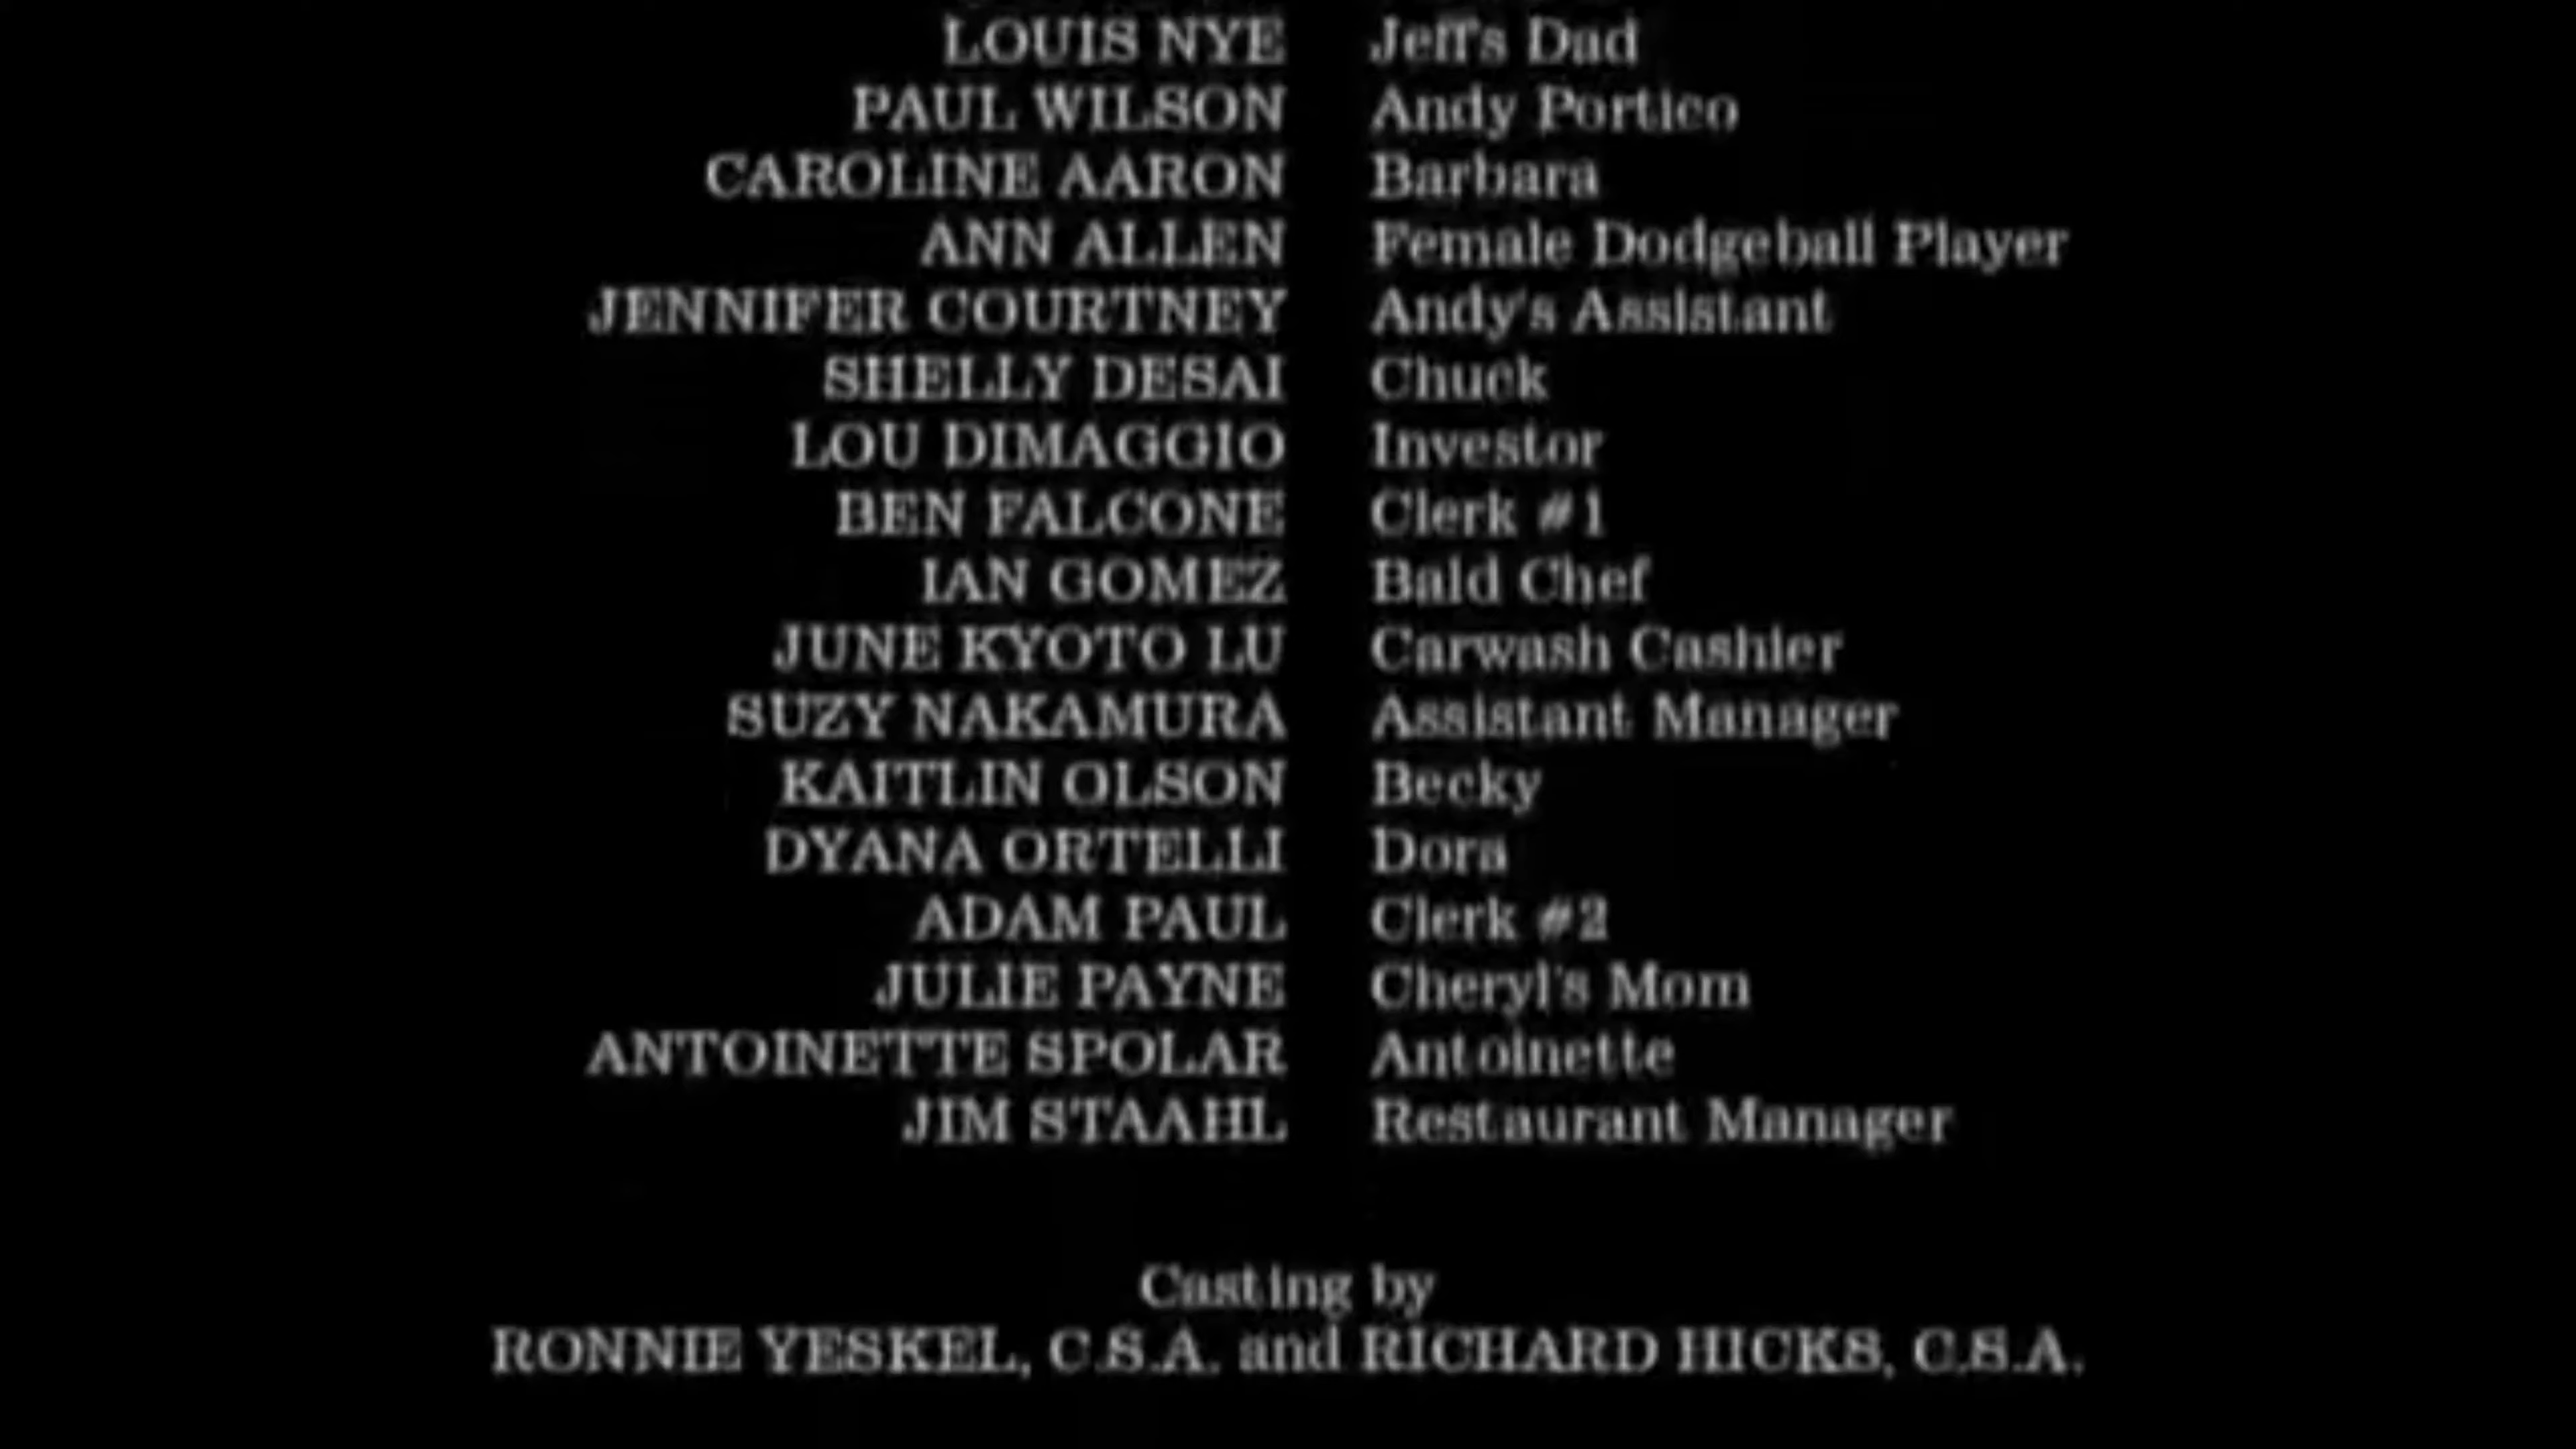 LOUIS NYE Jeff's Dad
PAUL WILSON Andy Portico
CAROLINE AARON Barbara
ANN ALLEN Female Dodgeball Player
JENNIFER COURTNEY Andy's Assistant
SHELLY DESAI Chuck
LOU DIMAGGIO Investor
BEN FALCONE Clerk #1
IAN GOMEZ Bald Chef
JUNE KYOTO LU Carwash Cashier
SUZY NAKAMURA Assistant Manager
KAITLIN OLSON Becky
DYANA ORTELLI Dora
ADAM PAUL Clerk #2
JULIE PAYNE Cheryl's Mom
ANTOINETTE SPOLAR Antoinette
JIM STAAHL Restaurant Manager
Casting by
RONNIE YESKEL, C.S.A. and RICHARD HICKS, C.S.A.